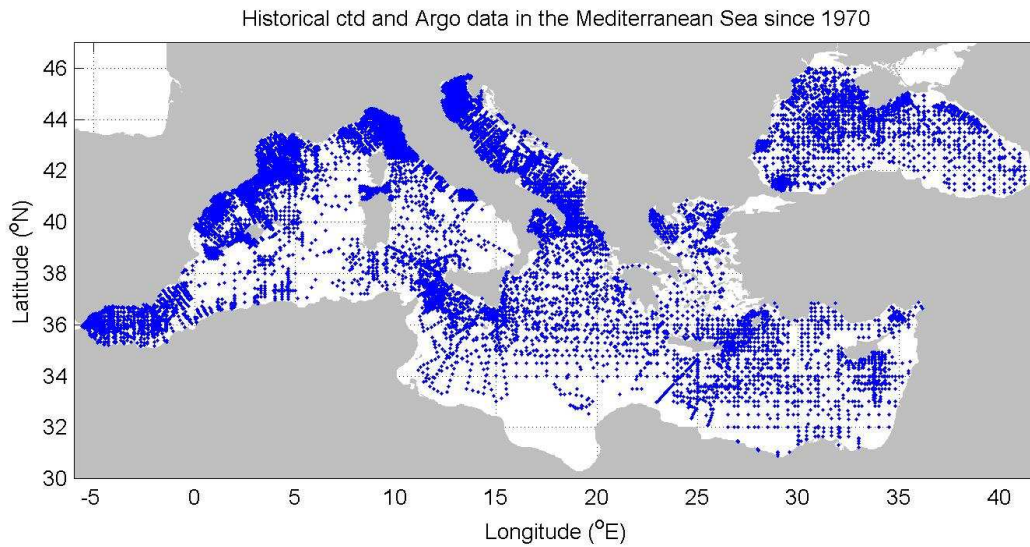 Historical ctd and Argo data in the Mediterranean Sea since 1970
46
44
42
40
38
36
34
32
30
Latitude (°N)
-5 0 5 10 15 20 25 30 35 40
Longitude (°E)